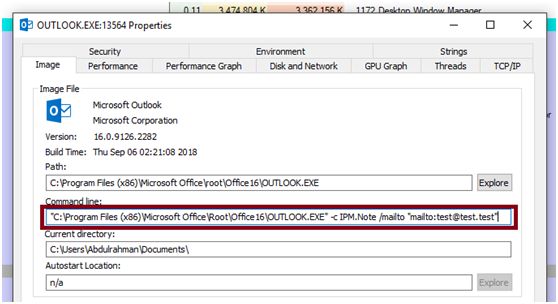 0.11 3,474,804 K 3,362,156 K 1172 Desktop Window Manager
OUTLOOK.EXE:13564 Properties
Security Environment Strings
Image Performance Performance Graph Disk and Network GPU Graph Threads TCP/IP
Image File
Microsoft Outlook
Microsoft Corporation
Version: 16.0.9126.2282
Build Time: Thu Sep 06 02:21:08 2018
Path:
C:\Program Files (x86)\Microsoft Office\root\Office16\OUTLOOK.EXE Explore
Command line:
"C:\Program Files (x86)\Microsoft Office\Root\Office16\OUTLOOK.EXE" -c IPM.Note /mailto "mailto:test@test.test"
Current directory:
C:\Users\Abdulrahman\Documents\
Autostart Location:
n/a Explore